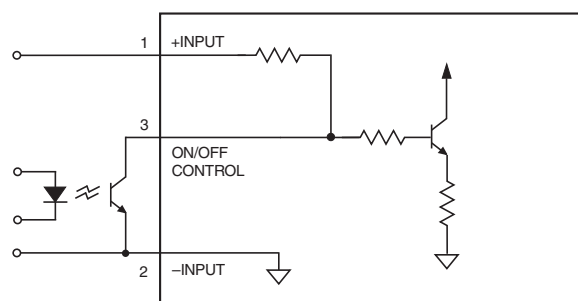 1 +INPUT
3
ON/OFF
CONTROL
2 –INPUT